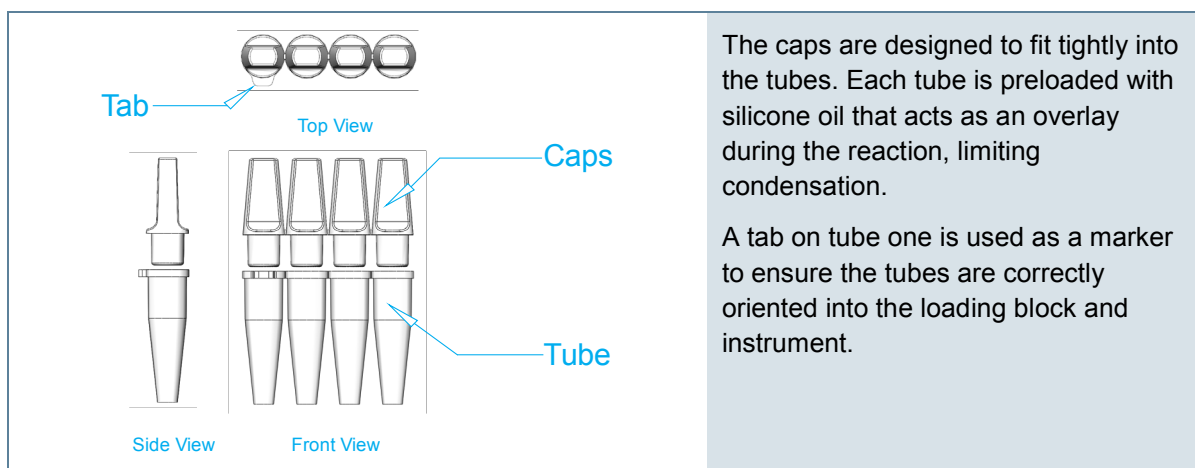 Tab
Top View
Caps
Tube
Side View
Front View
The caps are designed to fit tightly into
the tubes. Each tube is preloaded with
silicone oil that acts as an overlay
during the reaction, limiting
condensation.
A tab on tube one is used as a marker
to ensure the tubes are correctly
oriented into the loading block and
instrument.